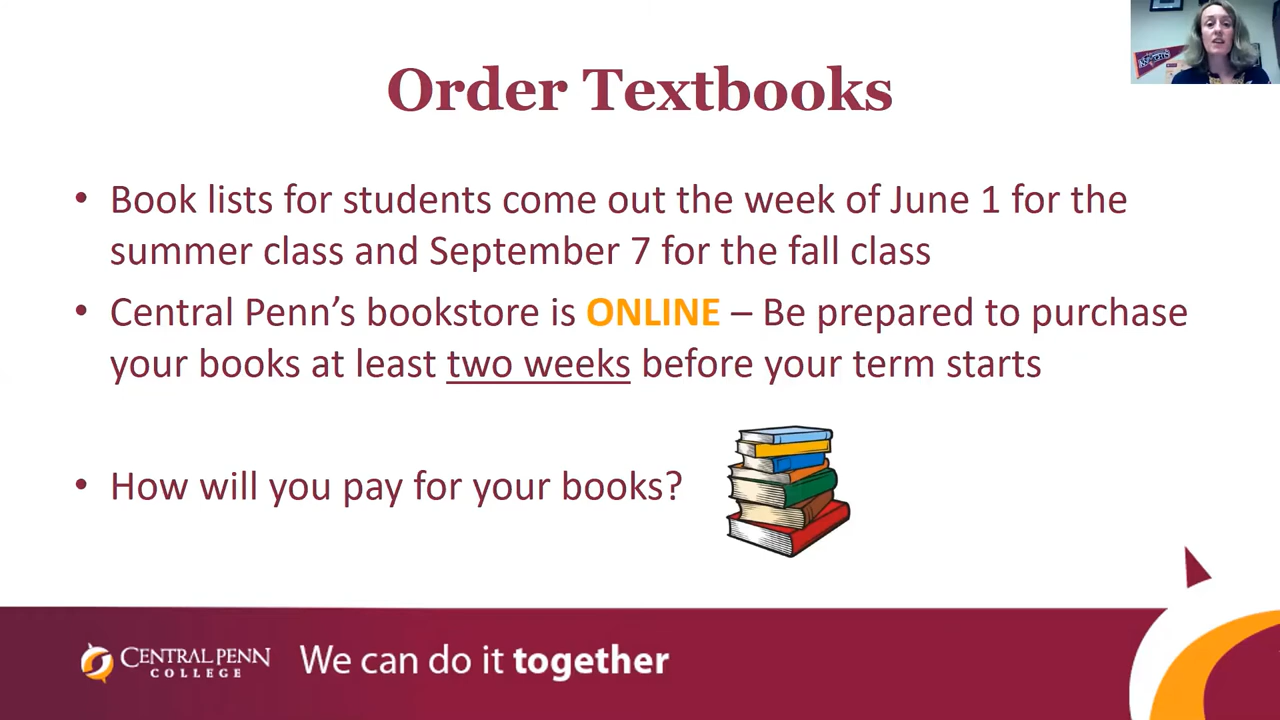 Order Textbooks
• Book lists for students come out the week of June 1 for the
summer class and September 7 for the fall class
• Central Penn’s bookstore is ONLINE – Be prepared to purchase
your books at least two weeks before your term starts
• How will you pay for your books?
CENTRAL PENN
COLLEGE
We can do it together